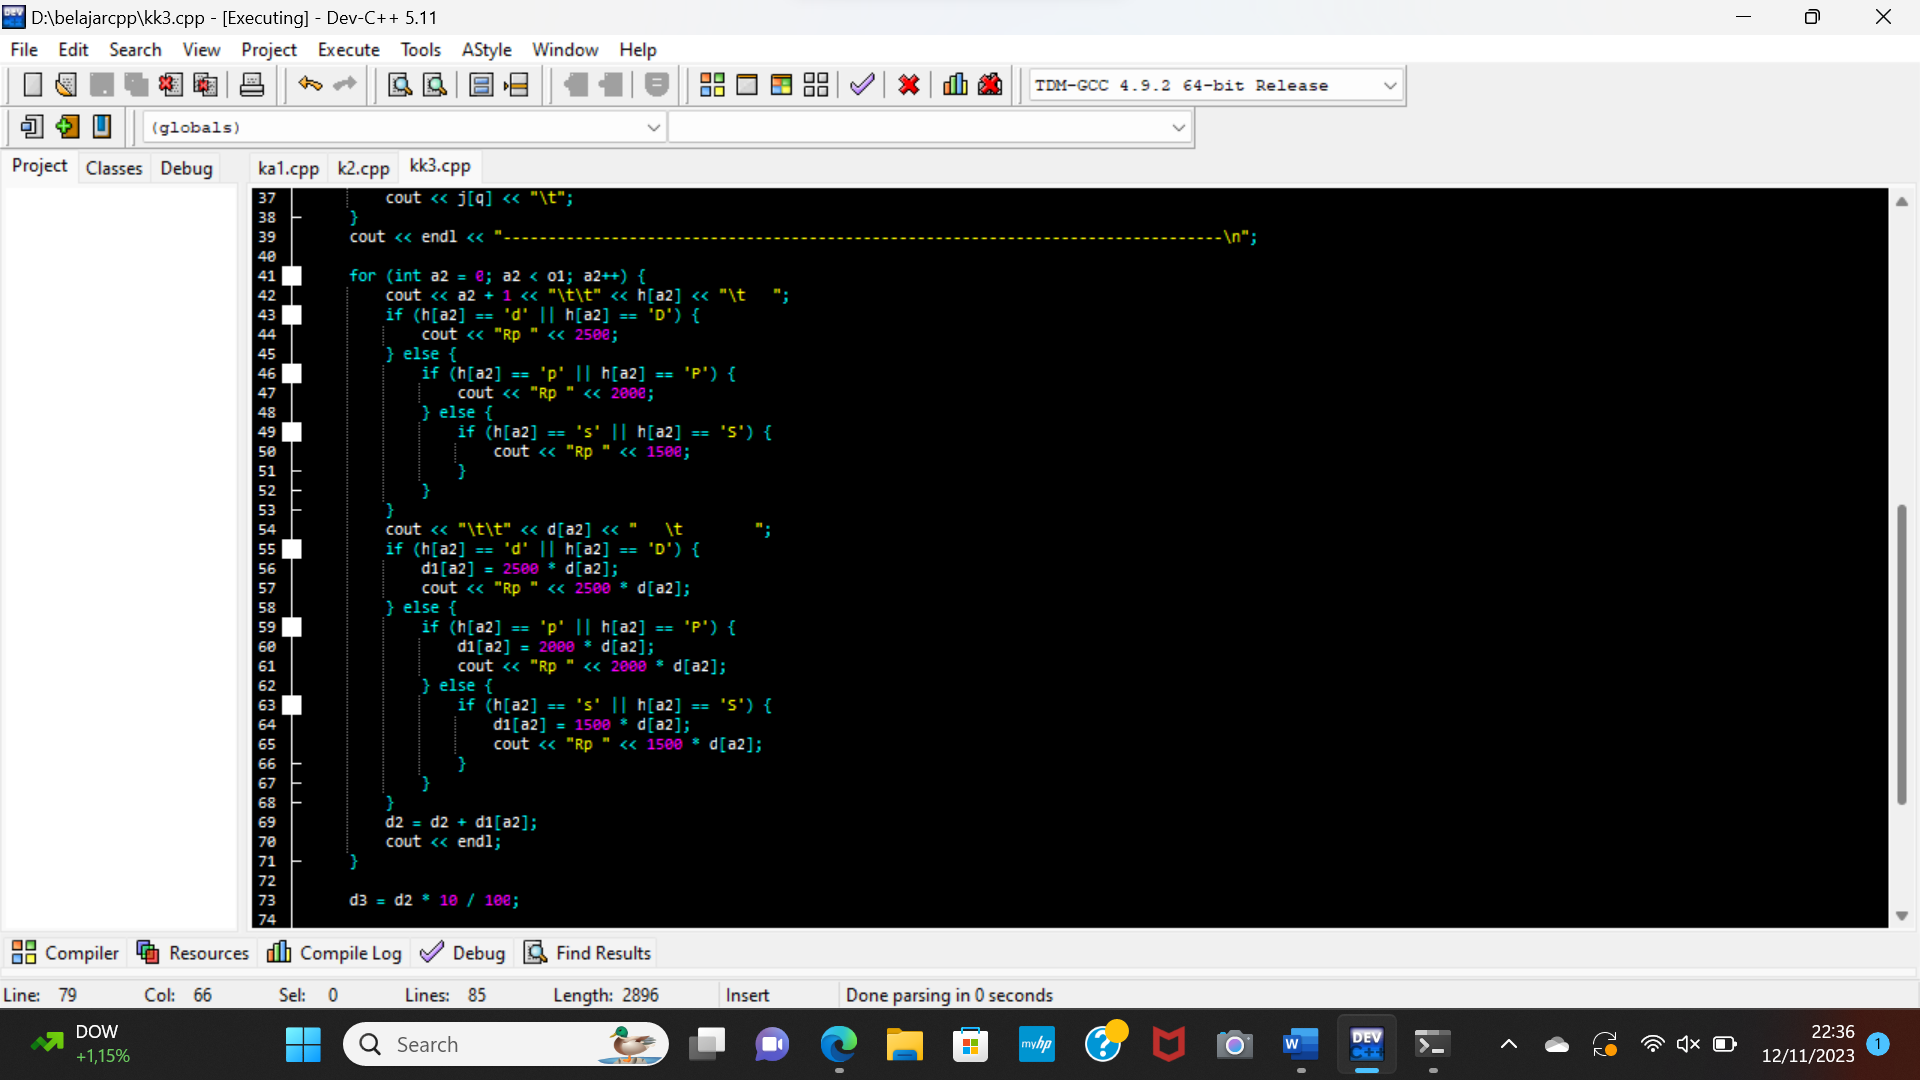 D:\belajarcpp\kk3.cpp - [Executing] - Dev-C++ 5.11
File Edit Search View Project Execute Tools AStyle Window Help
TDM-GCC 4.9.2 64-bit Release
(globals)
Project Classes Debug ka1.cpp k2.cpp kk3.cpp
37 cout << j[q] << "\t";
38 }
39 cout << endl << "--------------------------------------------------------------------------------\n";
40
41 for (int a2 = 0; a2 < o1; a2++) {
42 cout << a2 + 1 << "\t\t" << h[a2] << "\t   ";
43 if (h[a2] == 'd' || h[a2] == 'D') {
44 cout << "Rp " << 2500;
45 } else {
46 if (h[a2] == 'p' || h[a2] == 'P') {
47 cout << "Rp " << 2000;
48 } else {
49 if (h[a2] == 's' || h[a2] == 'S') {
50 cout << "Rp " << 1500;
51 }
52 }
53 }
54 cout << "\t\t" << d[a2] << "   \t        ";
55 if (h[a2] == 'd' || h[a2] == 'D') {
56 d1[a2] = 2500 * d[a2];
57 cout << "Rp " << 2500 * d[a2];
58 } else {
59 if (h[a2] == 'p' || h[a2] == 'P') {
60 d1[a2] = 2000 * d[a2];
61 cout << "Rp " << 2000 * d[a2];
62 } else {
63 if (h[a2] == 's' || h[a2] == 'S') {
64 d1[a2] = 1500 * d[a2];
65 cout << "Rp " << 1500 * d[a2];
66 }
67 }
68 }
69 d2 = d2 + d1[a2];
70 cout << endl;
71 }
72
73 d3 = d2 * 10 / 100;
74
Compiler Resources Compile Log Debug Find Results
Line: 79 Col: 66 Sel: 0 Lines: 85 Length: 2896 Insert Done parsing in 0 seconds
DOW
+1,15%
Search
myhp
?
W
DEV
C++
22:36
12/11/2023
1